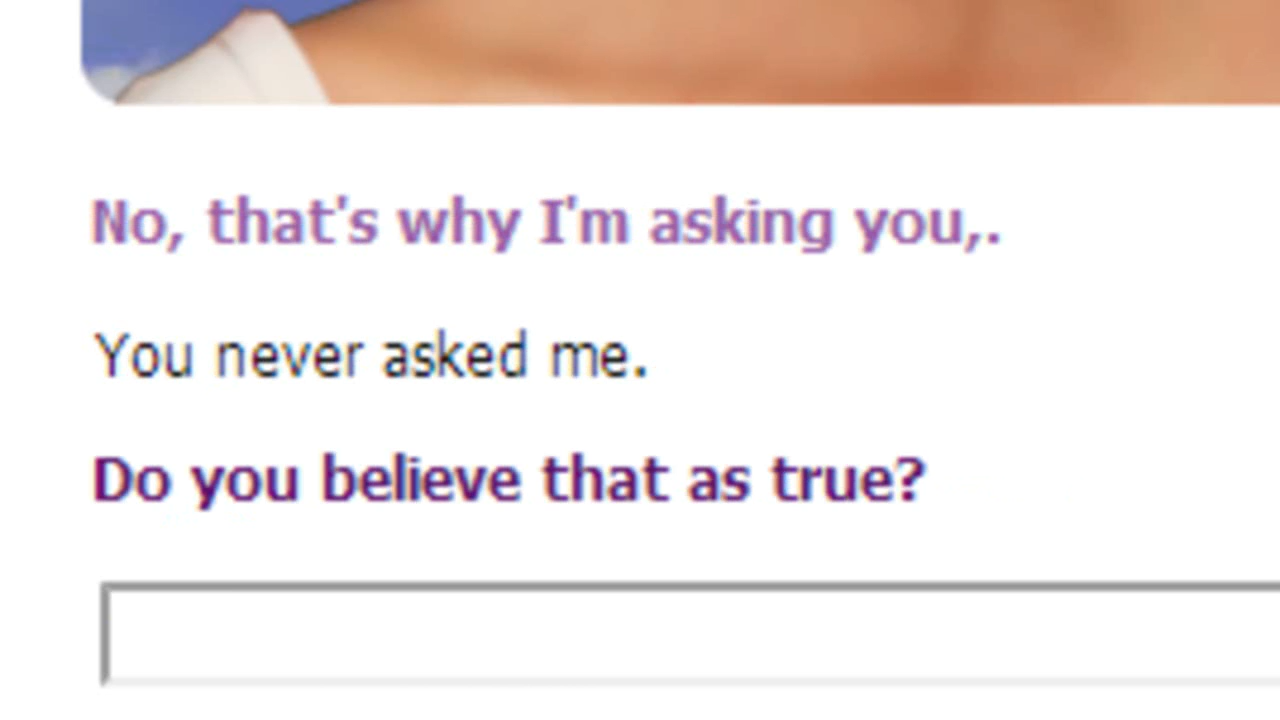 No, that's why I'm asking you,.
You never asked me.
Do you believe that as true?